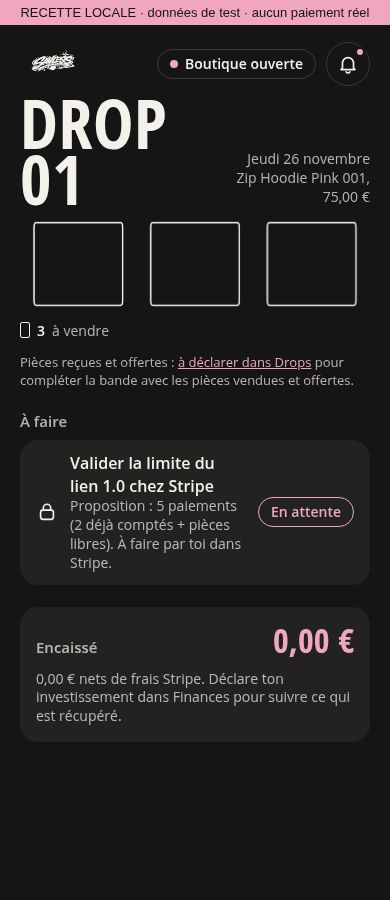 RECETTE LOCALE · données de test · aucun paiement réel
Boutique ouverte
DROP
01
Jeudi 26 novembre
Zip Hoodie Pink 001,
75,00 €
3 à vendre
Pièces reçues et offertes : à déclarer dans Drops pour
compléter la bande avec les pièces vendues et offertes.
À faire
Valider la limite du
lien 1.0 chez Stripe
Proposition : 5 paiements
(2 déjà comptés + pièces
libres). À faire par toi dans
Stripe.
En attente
Encaissé
0,00 €
0,00 € nets de frais Stripe. Déclare ton
investissement dans Finances pour suivre ce qui
est récupéré.